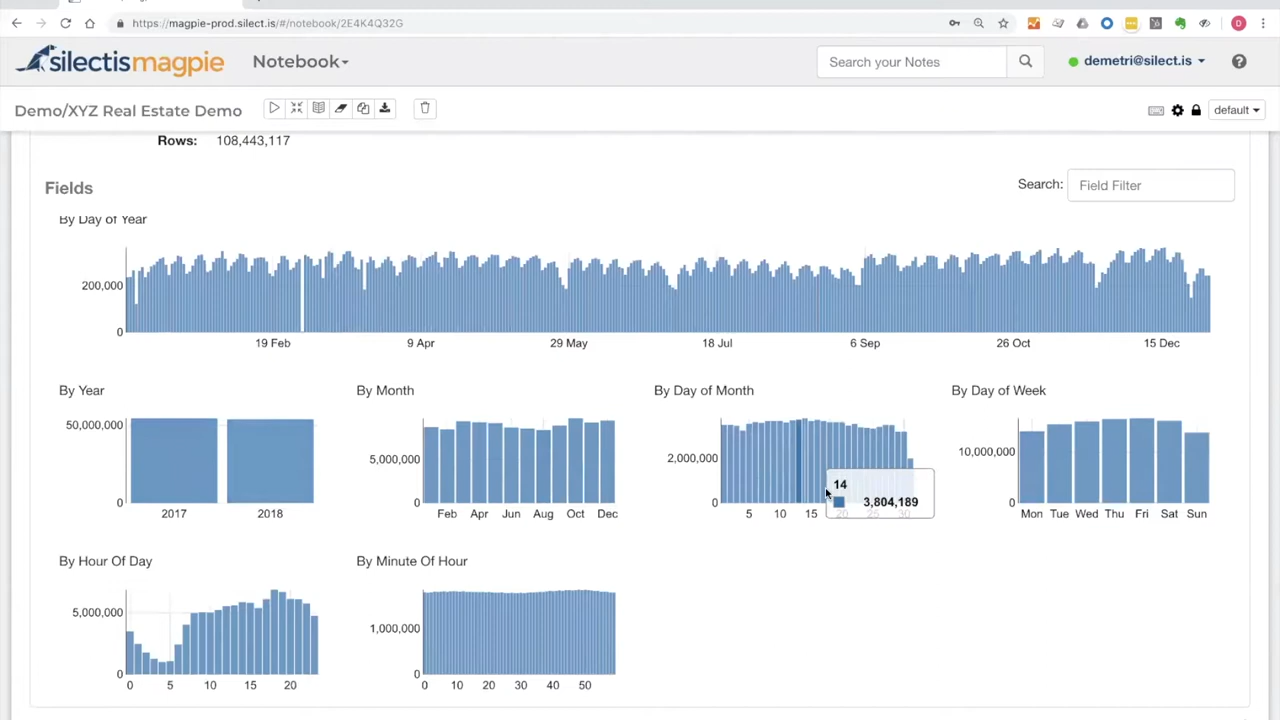 https://magpie-prod.silect.is/#/notebook/2E4K4Q32G
D
silectismagpie
Notebook
Search your Notes
demetri@silect.is
?
Demo/XYZ Real Estate Demo
default
Rows: 108,443,117
Fields
Search:
Field Filter
By Day of Year
200,000
0
19 Feb 9 Apr 29 May 18 Jul 6 Sep 26 Oct 15 Dec
By Year
50,000,000
0
2017 2018
By Month
5,000,000
0
Feb Apr Jun Aug Oct Dec
By Day of Month
2,000,000
0
5 10 15 20 25 30
14
3,804,189
By Day of Week
10,000,000
0
Mon Tue Wed Thu Fri Sat Sun
By Hour Of Day
5,000,000
0
0 5 10 15 20
By Minute Of Hour
1,000,000
0
0 10 20 30 40 50